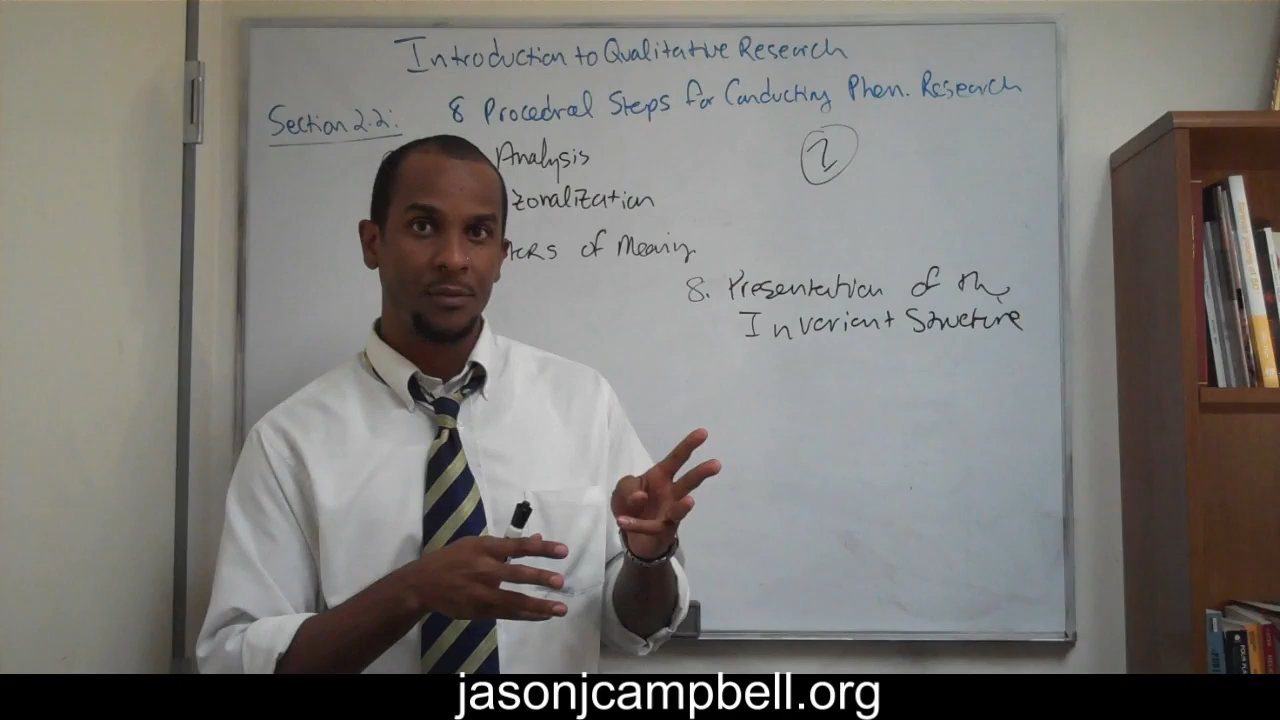 Introduction to Qualitative Research
Section 2.2: 8 Procedral Steps for Conducting Phen. Research
Analysis
2
zonalization
ters of Meaning
8. Presentation of the
Invariant Structure
jasonjcampbell.org